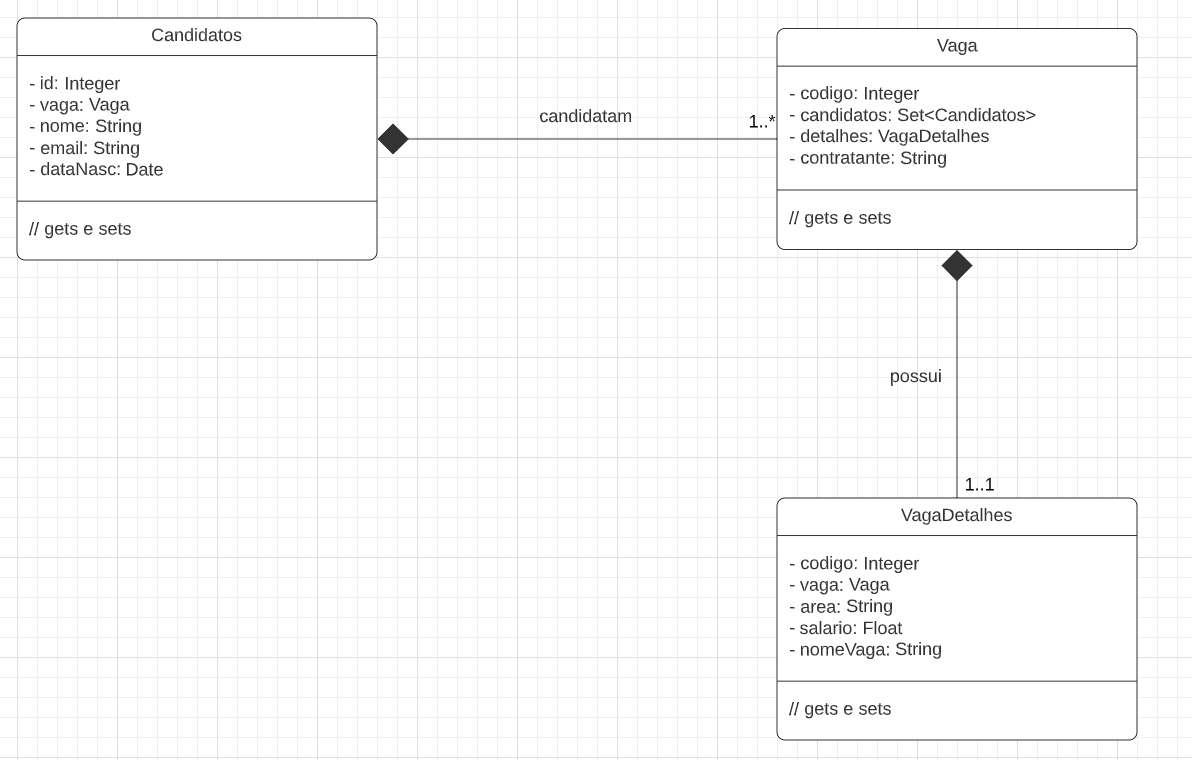 Candidatos
- id: Integer
- vaga: Vaga
- nome: String
- email: String
- dataNasc: Date
// gets e sets
candidatam
1..*
Vaga
- codigo: Integer
- candidatos: Set<Candidatos>
- detalhes: VagaDetalhes
- contratante: String
// gets e sets
possui
1..1
VagaDetalhes
- codigo: Integer
- vaga: Vaga
- area: String
- salario: Float
- nomeVaga: String
// gets e sets